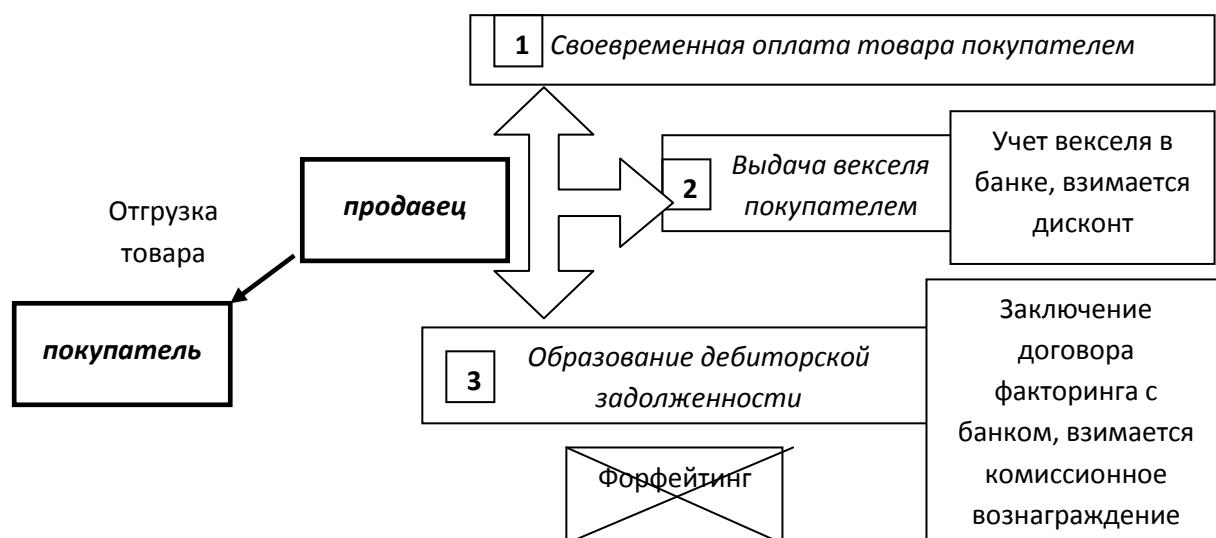 1 Своевременная оплата товара покупателем
Отгрузка
товара
продавец
покупатель
2 Выдача векселя
покупателем
Учет векселя в
банке, взимается
дисконт
3 Образование дебиторской
задолженности
Заключение
договора
факторинга с
банком, взимается
комиссионное
вознаграждение
Форфейтинг